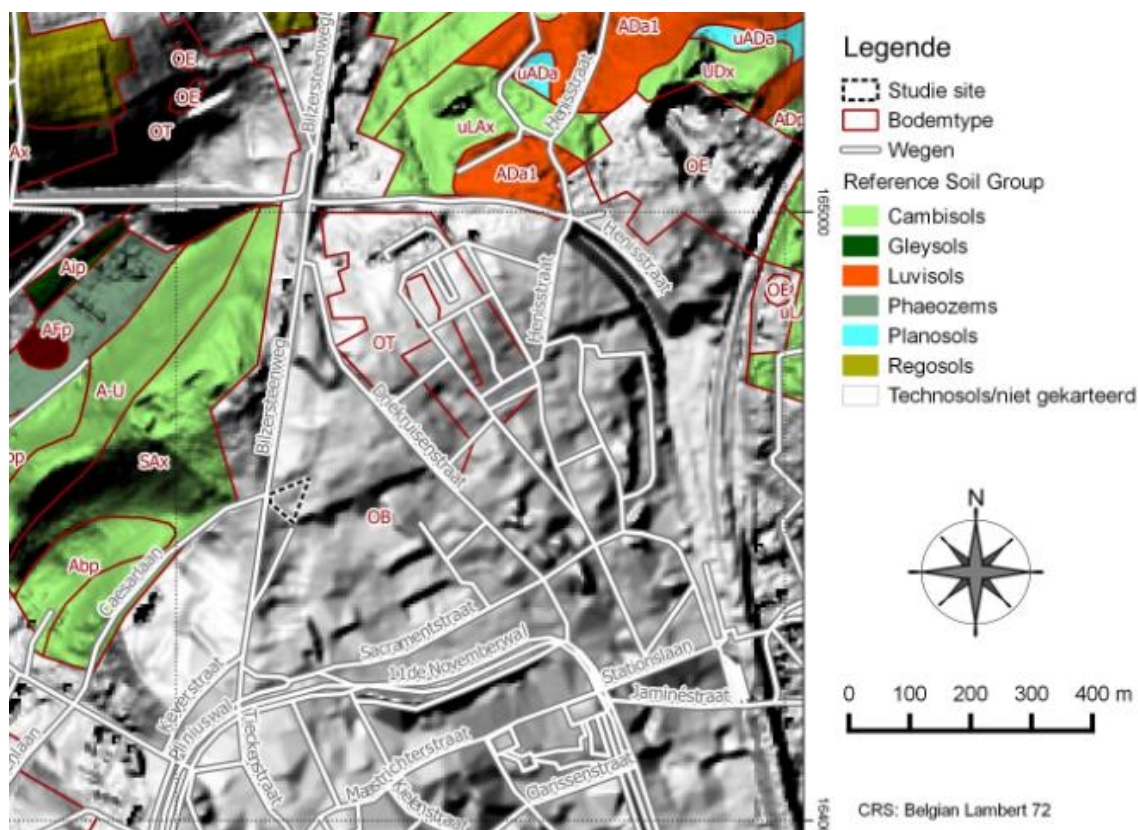 Legende
Studie site
Bodemtype
Wegen
Reference Soil Group
Cambisols
Gleysols
Luvisols
Phaeozems
Planosols
Regosols
Technosols/niet gekarteerd
N
0 100 200 300 400 m
CRS: Belgian Lambert 72
OE
OE
OT
Ax
Bilzersteenweg
ADa1
uADa
uADa
UDx
Henisstraat
uLAx
ADa1
OE
165000
Henisstraat
Aip
AFp
A-U
Bilzersteenweg
OT
Henisstraat
OE
Driekruisenstraat
SAx
OB
Abp
Caesarlaan
Sacramentstraat
11de Novemberwal
Stationslaan
Jaminéstraat
Keverstraat
Pliniuswal
Maastrichterstraat
Clarissenstraat